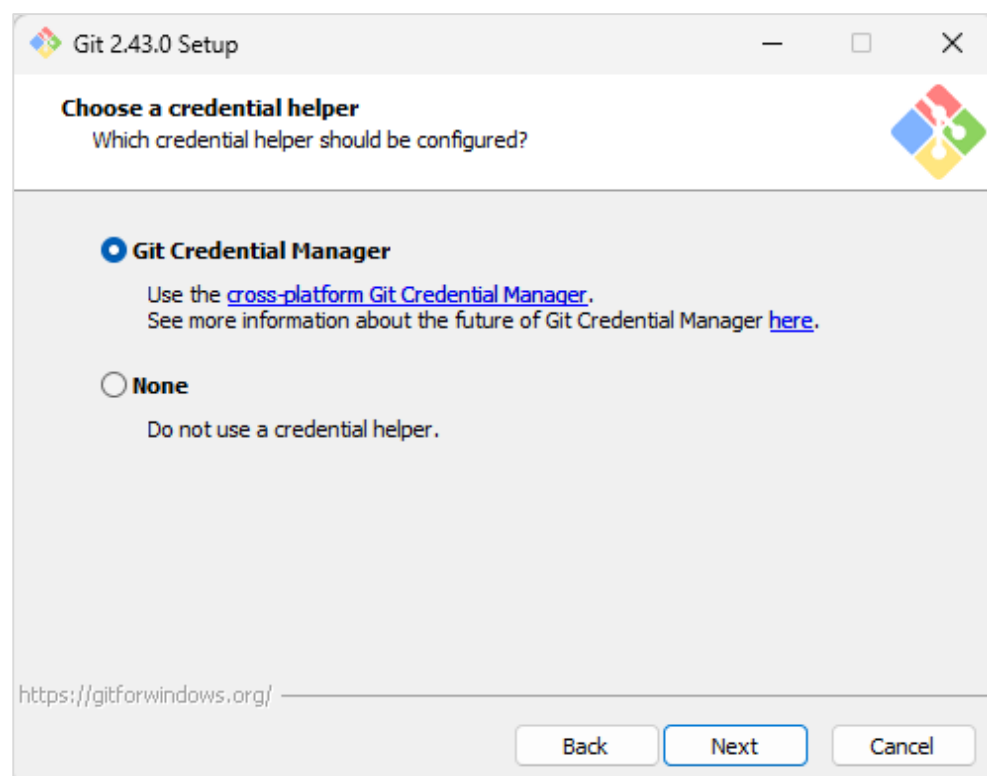 Git 2.43.0 Setup
Choose a credential helper
Which credential helper should be configured?
Git Credential Manager
Use the cross-platform Git Credential Manager.
See more information about the future of Git Credential Manager here.
None
Do not use a credential helper.
https://gitforwindows.org/
Back Next Cancel